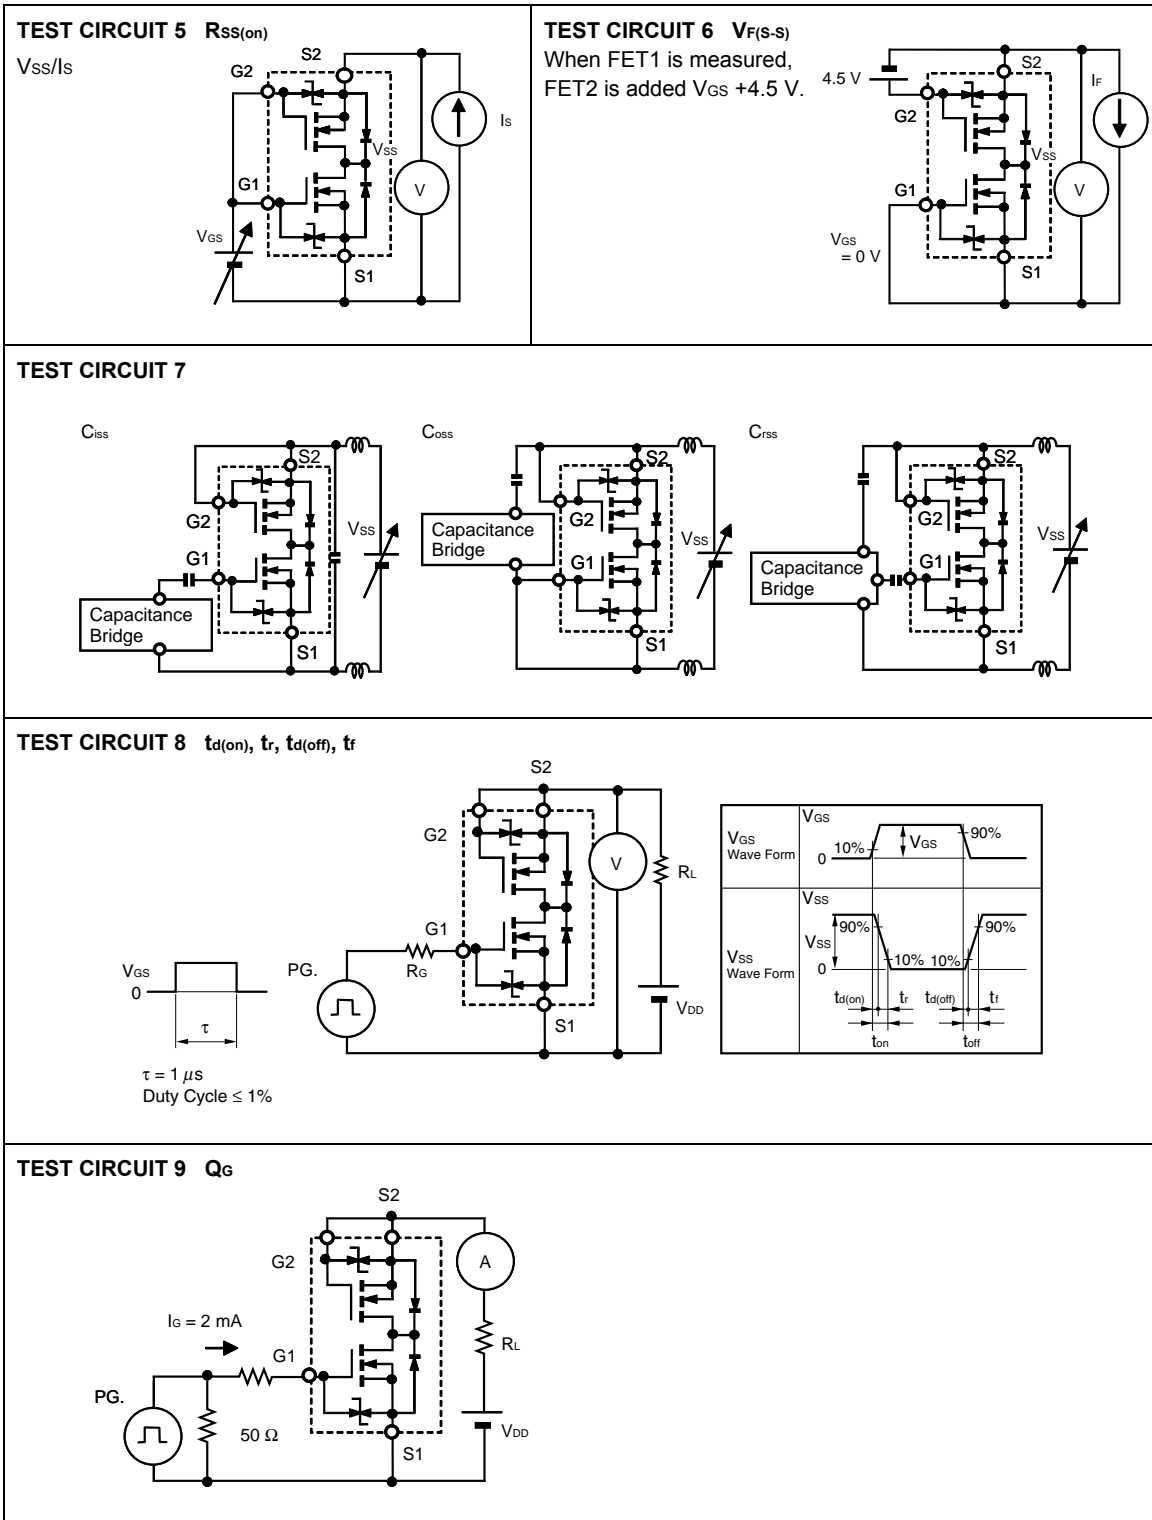 TEST CIRCUIT 5 RSS(on)
VSS/IS
S2
G2
IS
VSS
V
G1
VGS
S1
TEST CIRCUIT 6 VF(S-S)
When FET1 is measured,
FET2 is added VGS +4.5 V.
S2
4.5 V
IF
G2
VSS
G1
V
VGS
= 0 V
S1
TEST CIRCUIT 7
Ciss
S2
G2
VSS
G1
Capacitance
Bridge
S1
Coss
S2
G2
Capacitance
Bridge
VSS
G1
S1
Crss
S2
G2
VSS
G1
Capacitance
Bridge
S1
TEST CIRCUIT 8 td(on), tr, td(off), tf
S2
G2
V
RL
G1
RG
PG.
VGS
0
VDD
S1
τ
τ = 1 μs
Duty Cycle ≤ 1%
VGS
Wave Form
VGS
10%
VGS
90%
0
VSS
Wave Form
VSS
90%
90%
VSS
10%
10%
0
td(on)
tr
td(off)
tf
ton
toff
TEST CIRCUIT 9 QG
S2
G2
A
IG = 2 mA
RL
G1
PG.
50 Ω
VDD
S1